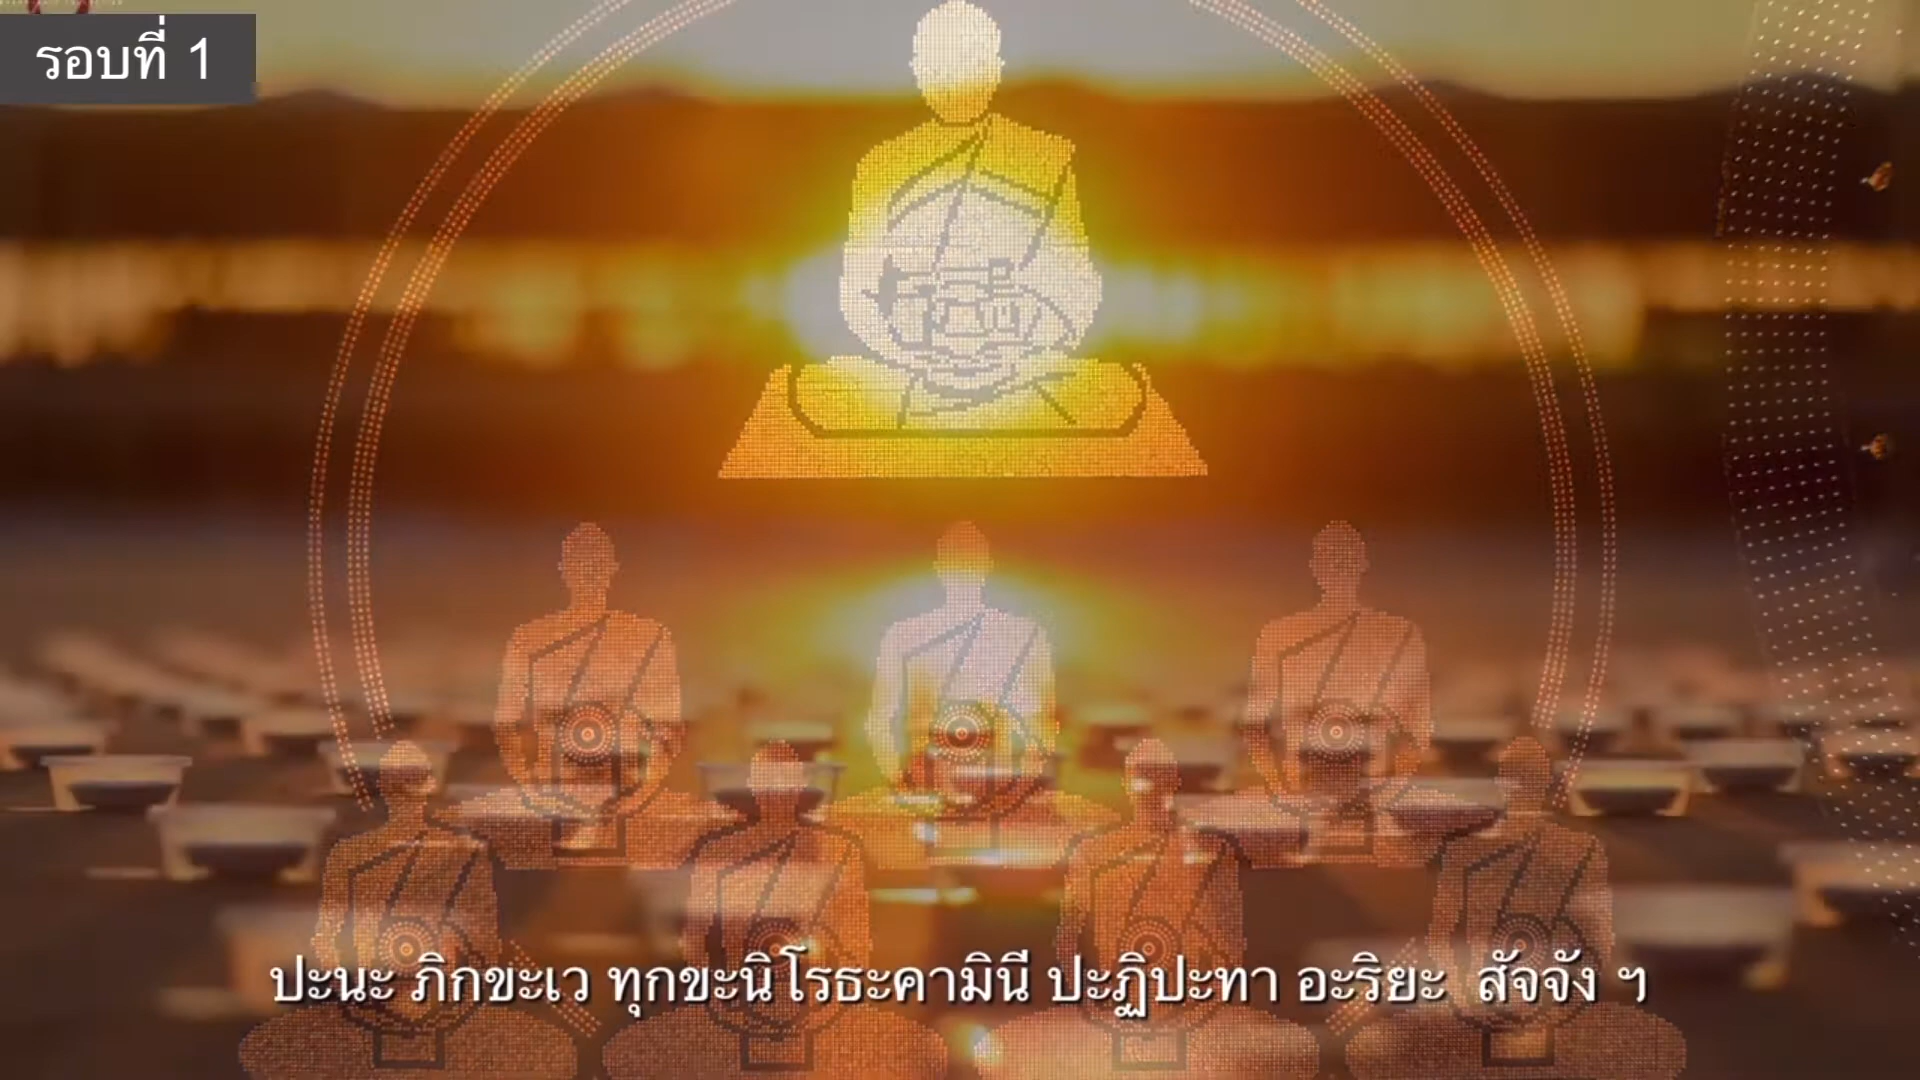 รอบที่ 1
ปะนะ ภิกขะเว ทุกขะนิโรธะคามินี ปะฏิปะทา อะริยะ สัจจัง ฯ